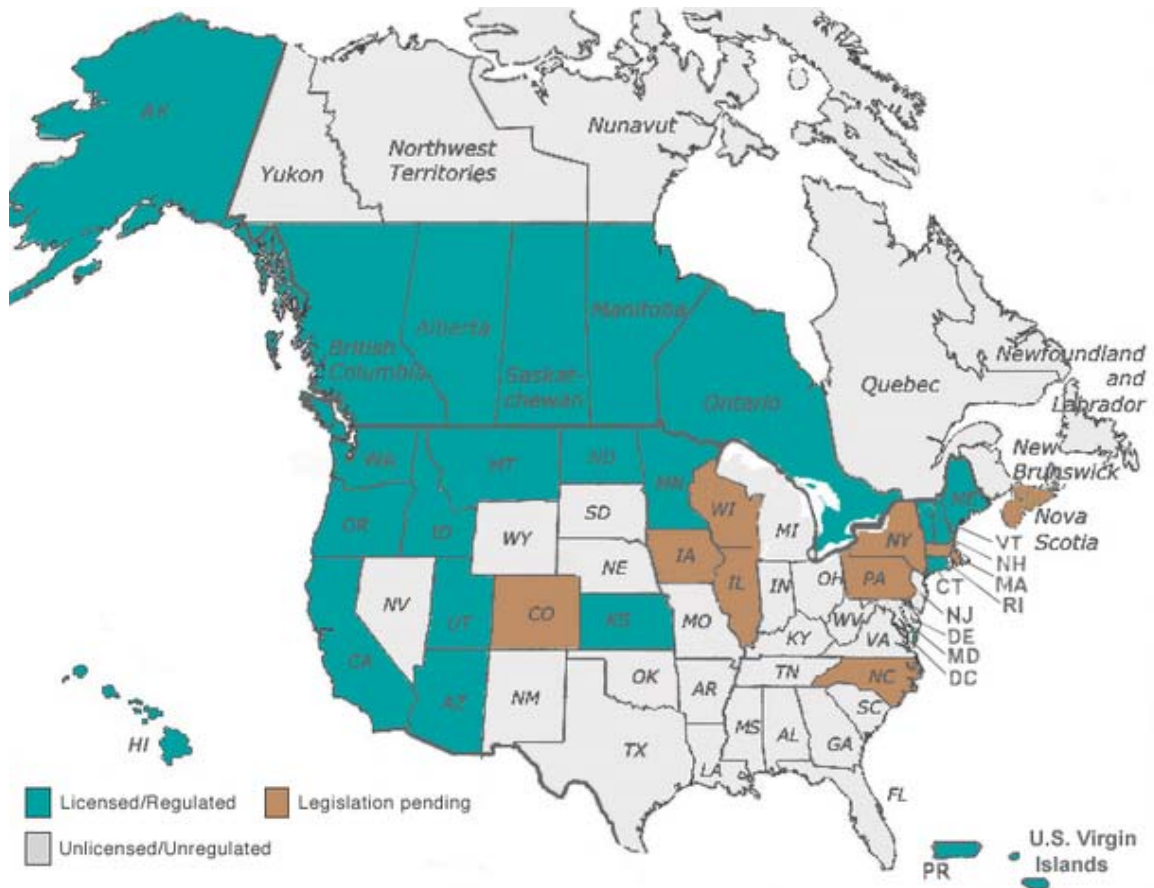 AK
Yukon
Northwest
Territories
Nunavut
British
Columbia
Alberta
Saskat-
chewan
Manitoba
Ontario
Quebec
Newfoundland
and
Labrador
New
Brunswick
Nova
Scotia
WA
MT
ND
MN
OR
ID
WY
SD
WI
MI
NY
ME
VT
NH
MA
RI
CT
NJ
DE
MD
DC
NV
UT
CO
NE
IA
IL
IN
OH
PA
CA
AZ
NM
KS
MO
KY
WV
VA
OK
AR
TN
NC
SC
TX
LA
MS
AL
GA
FL
HI
Licensed/Regulated
Legislation pending
Unlicensed/Unregulated
PR
U.S. Virgin
Islands